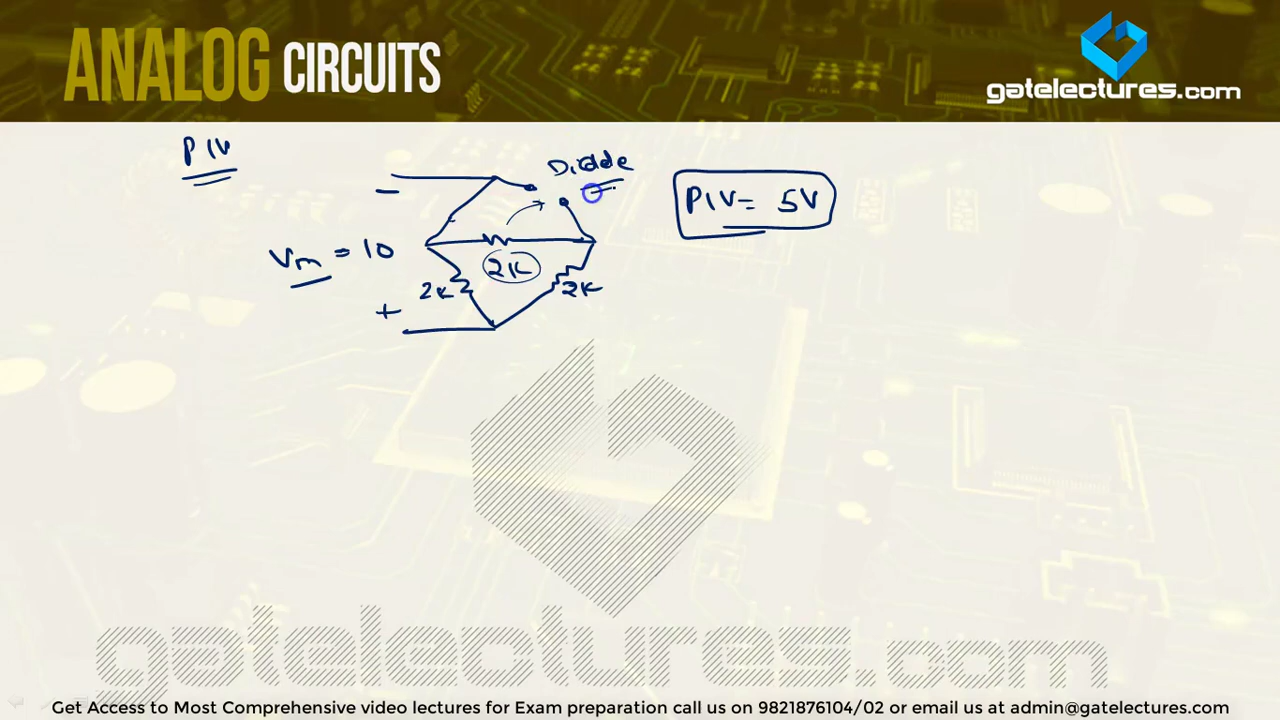 ANALOG CIRCUITS
gatelectures.com
PIV
Diode
PIV = 5V
Vm = 10
-
+
2K
2K
2K
gatelectures.com
Get Access to Most Comprehensive video lectures for Exam preparation call us on 9821876104/02 or email us at admin@gatelectures.com